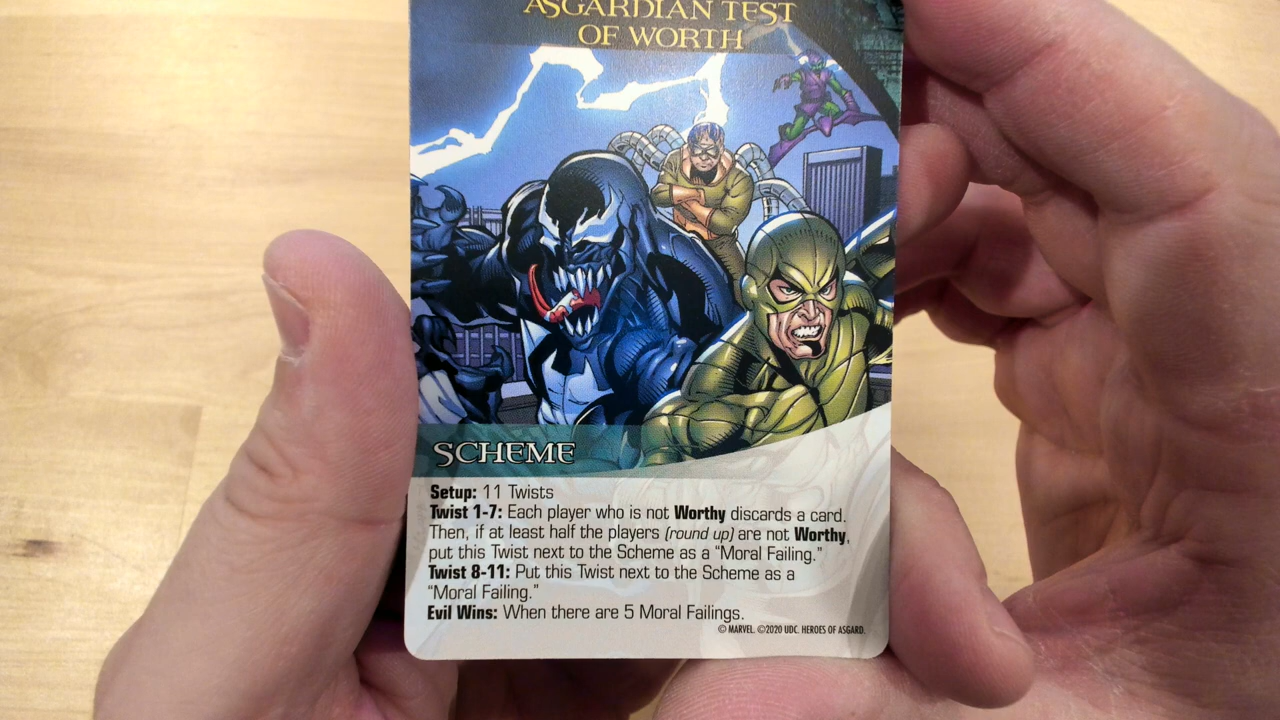 ASGARDIAN TEST
OF WORTH
SCHEME
Setup: 11 Twists
Twist 1-7: Each player who is not Worthy discards a card.
Then, if at least half the players (round up) are not Worthy,
put this Twist next to the Scheme as a “Moral Failing.”
Twist 8-11: Put this Twist next to the Scheme as a
“Moral Failing.”
Evil Wins: When there are 5 Moral Failings.
© MARVEL. ©2020 UDC. HEROES OF ASGARD.